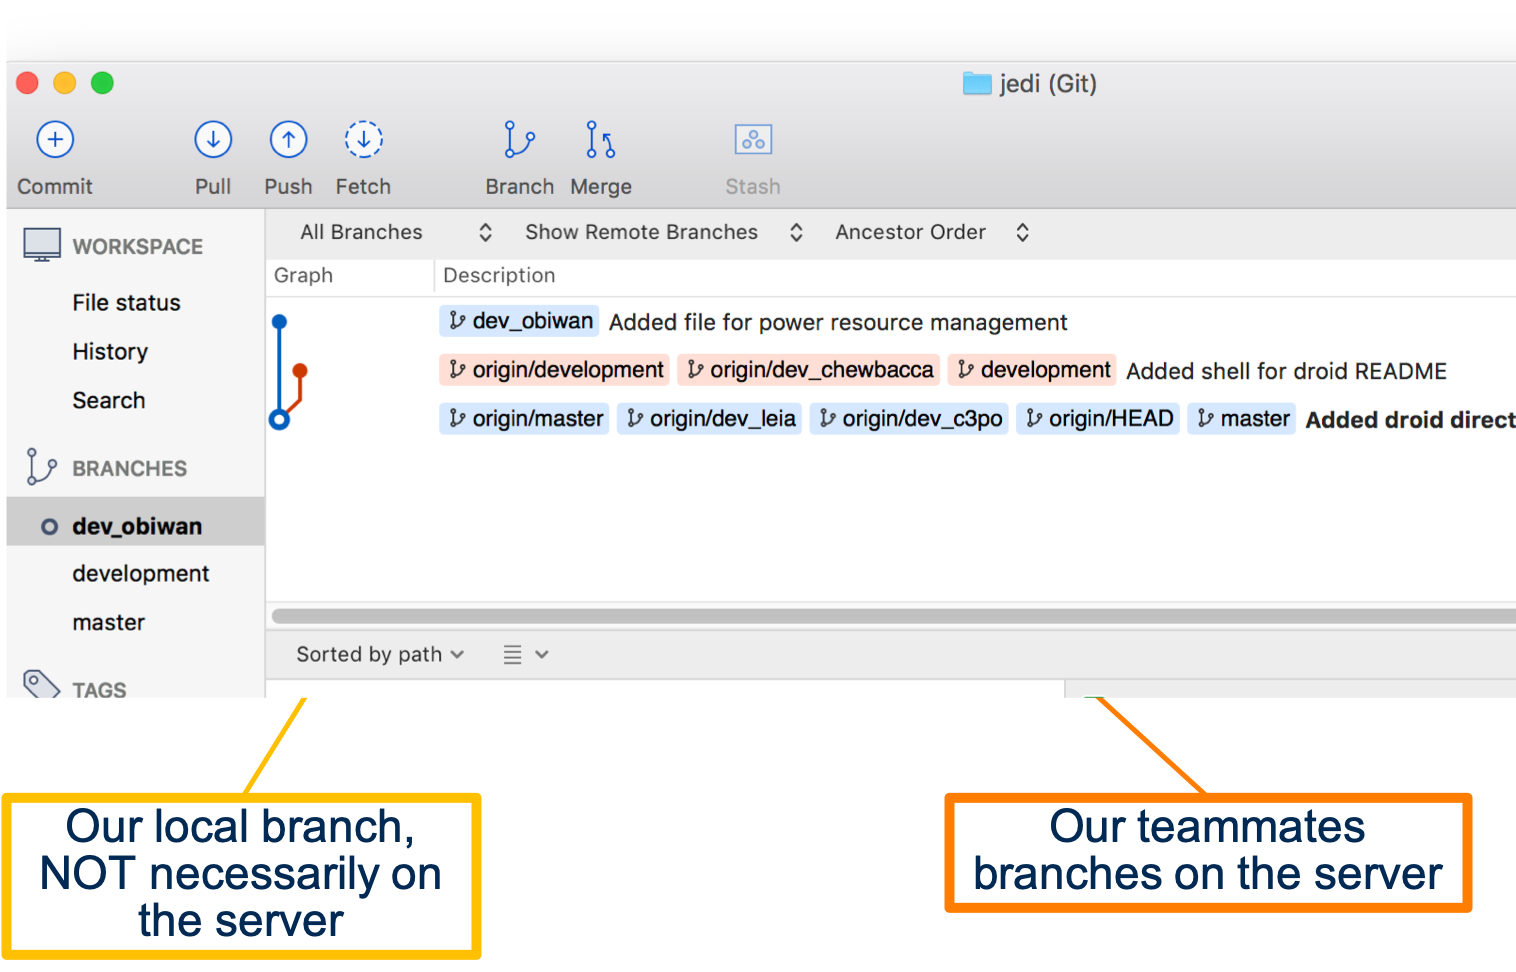 jedi (Git)
Commit Pull Push Fetch Branch Merge Stash
WORKSPACE
File status
History
Search
BRANCHES
dev_obiwan
development
master
TAGS
All Branches Show Remote Branches Ancestor Order
Graph Description
dev_obiwan Added file for power resource management
origin/development origin/dev_chewbacca development Added shell for droid README
origin/master origin/dev_leia origin/dev_c3po origin/HEAD master Added droid direct
Sorted by path
Our local branch,
NOT necessarily on
the server
Our teammates
branches on the server